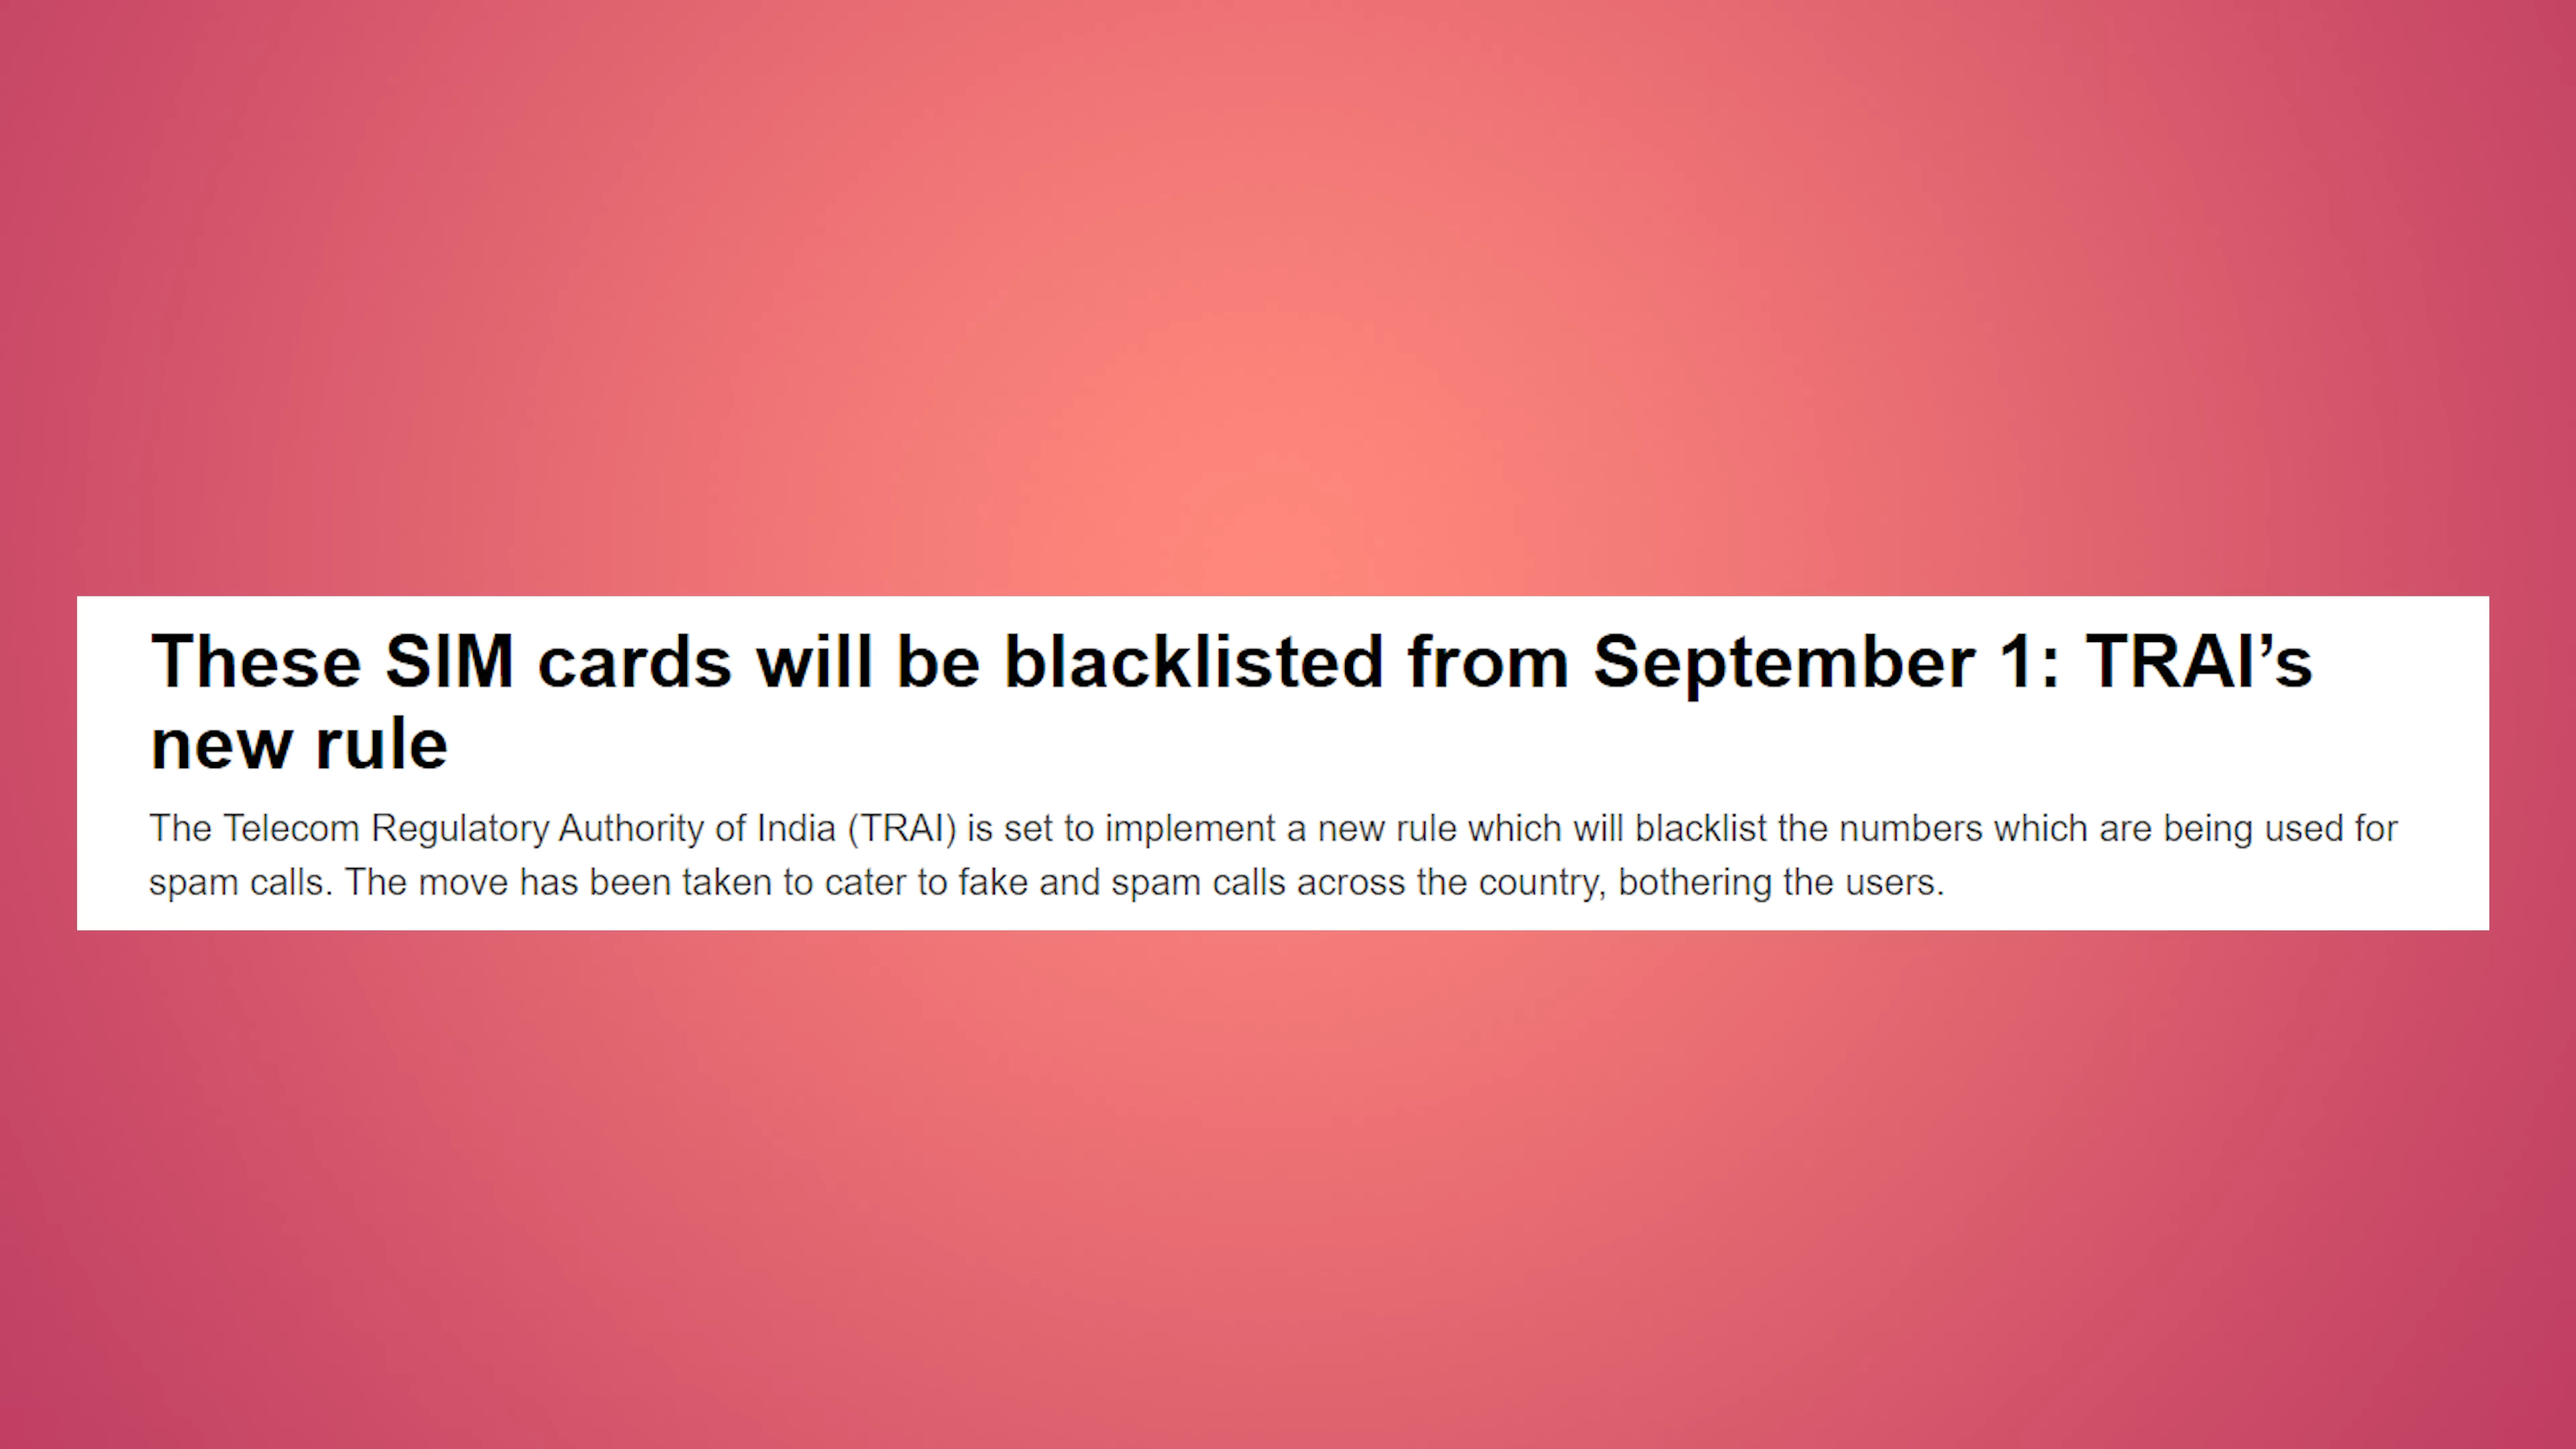 These SIM cards will be blacklisted from September 1: TRAI’s
new rule
The Telecom Regulatory Authority of India (TRAI) is set to implement a new rule which will blacklist the numbers which are being used for
spam calls. The move has been taken to cater to fake and spam calls across the country, bothering the users.